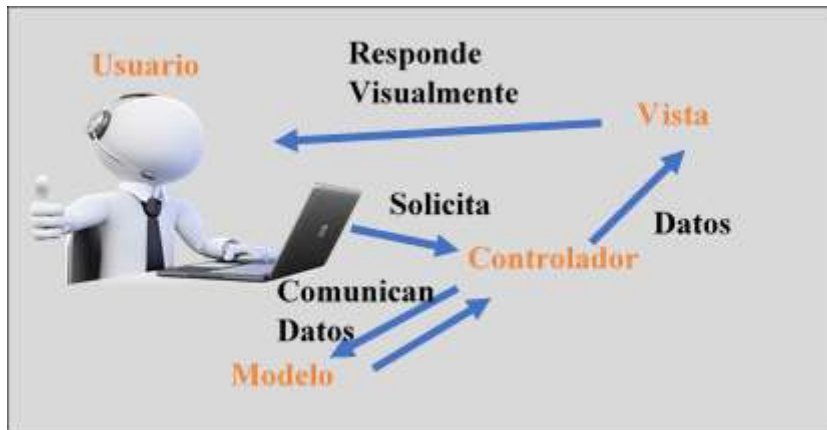 Usuario
Responde
Visualmente
Vista
Solicita
Datos
Controlador
Comunican
Datos
Modelo